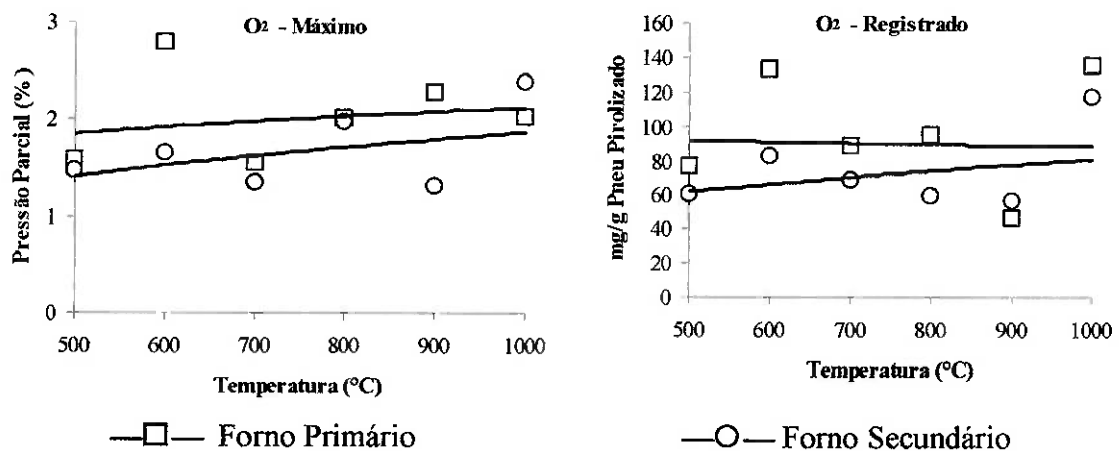 O2 - Máximo
Pressão Parcial (%)
3
2
1
0
500 600 700 800 900 1000
Temperatura (°C)
O2 - Registrado
mg/g Pneu Pirolizado
160
140
120
100
80
60
40
20
0
500 600 700 800 900 1000
Temperatura (°C)
Forno Primário
Forno Secundário